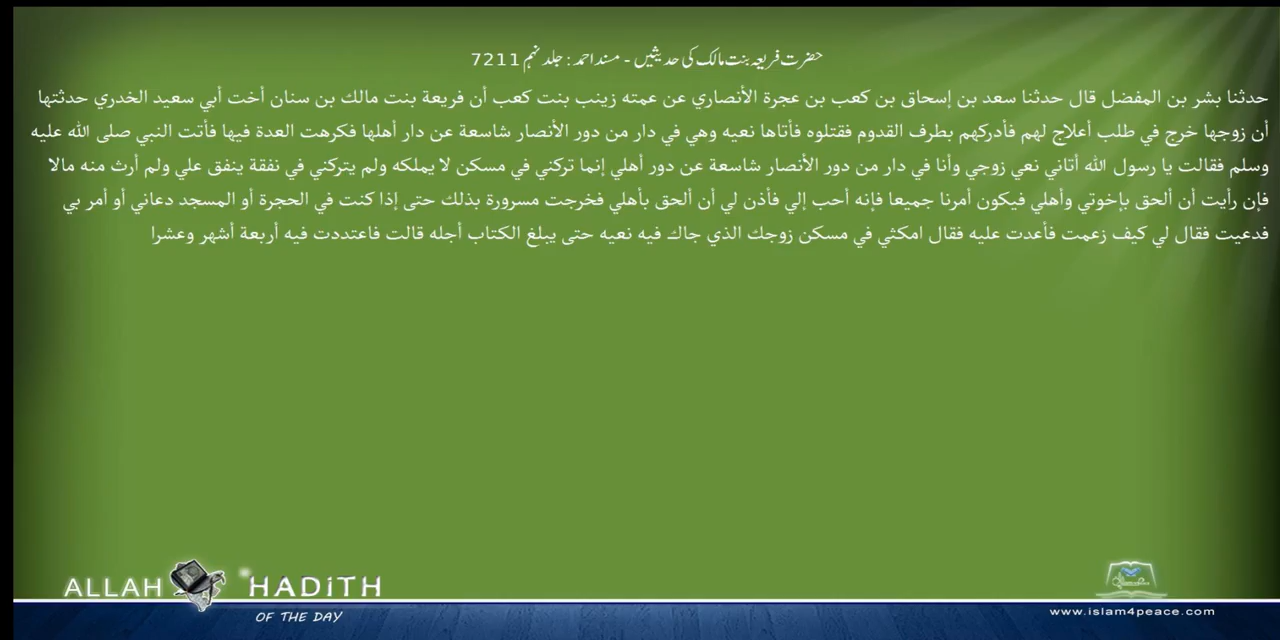 حضرت فریعہ بنت مالک کی حدیثیں - مسند احمد : جلد نہم 7211
حدثنا بشر بن المفضل قال حدثنا سعد بن إسحاق بن كعب بن عجرة الأنصاري عن عمته زينب بنت كعب أن فريعة بنت مالك بن سنان أخت أبي سعيد الخدري حدثتها
أن زوجها خرج في طلب أعلاج لهم فأدركهم بطرف القدوم فقتلوه فأتاها نعيه وهي في دار من دور الأنصار شاسعة عن دار أهلها فكرهت العدة فيها فأتت النبي صلى الله عليه
وسلم فقالت يا رسول الله أتاني نعي زوجي وأنا في دار من دور الأنصار شاسعة عن دور أهلي إنما تركني في مسكن لا يملكه ولم يتركني في نفقة ينفق علي ولم أرث منه مالا
فإن رأيت أن ألحق بإخوتي وأهلي فيكون أمرنا جميعا فإنه أحب إلي فأذن لي أن ألحق بأهلي فخرجت مسرورة بذلك حتى إذا كنت في الحجرة أو المسجد دعاني أو أمر بي
فدعيت فقال لي كيف زعمت فأعدت عليه فقال امكثي في مسكن زوجك الذي جاك فيه نعيه حتى يبلغ الكتاب أجله قالت فاعتددت فيه أربعة أشهر وعشرا
ALLAH HADITH
OF THE DAY
www.islam4peace.com